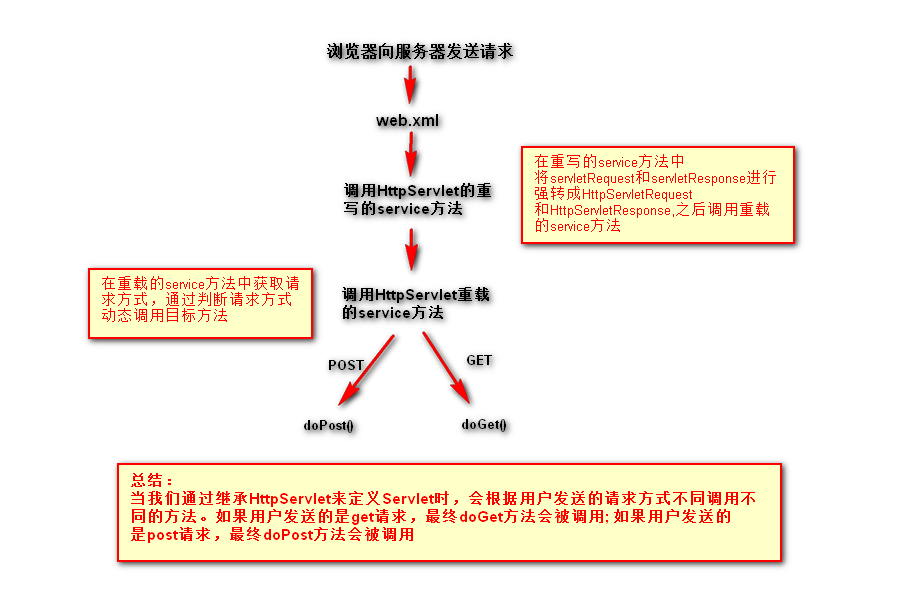 浏览器向服务器发送请求
web.xml
调用HttpServlet的重
写的service方法
在重写的service方法中
将servletRequest和servletResponse进行
强转成HttpServletRequest
和HttpServletResponse,之后调用重载
的service方法
调用HttpServlet重载
的service方法
在重载的service方法中获取请
求方式，通过判断请求方式
动态调用目标方法
POST
GET
doPost()
doGet()
总结：
当我们通过继承HttpServlet来定义Servlet时，会根据用户发送的请求方式不同调用不
同的方法。如果用户发送的是get请求，最终doGet方法会被调用; 如果用户发送的
是post请求，最终doPost方法会被调用